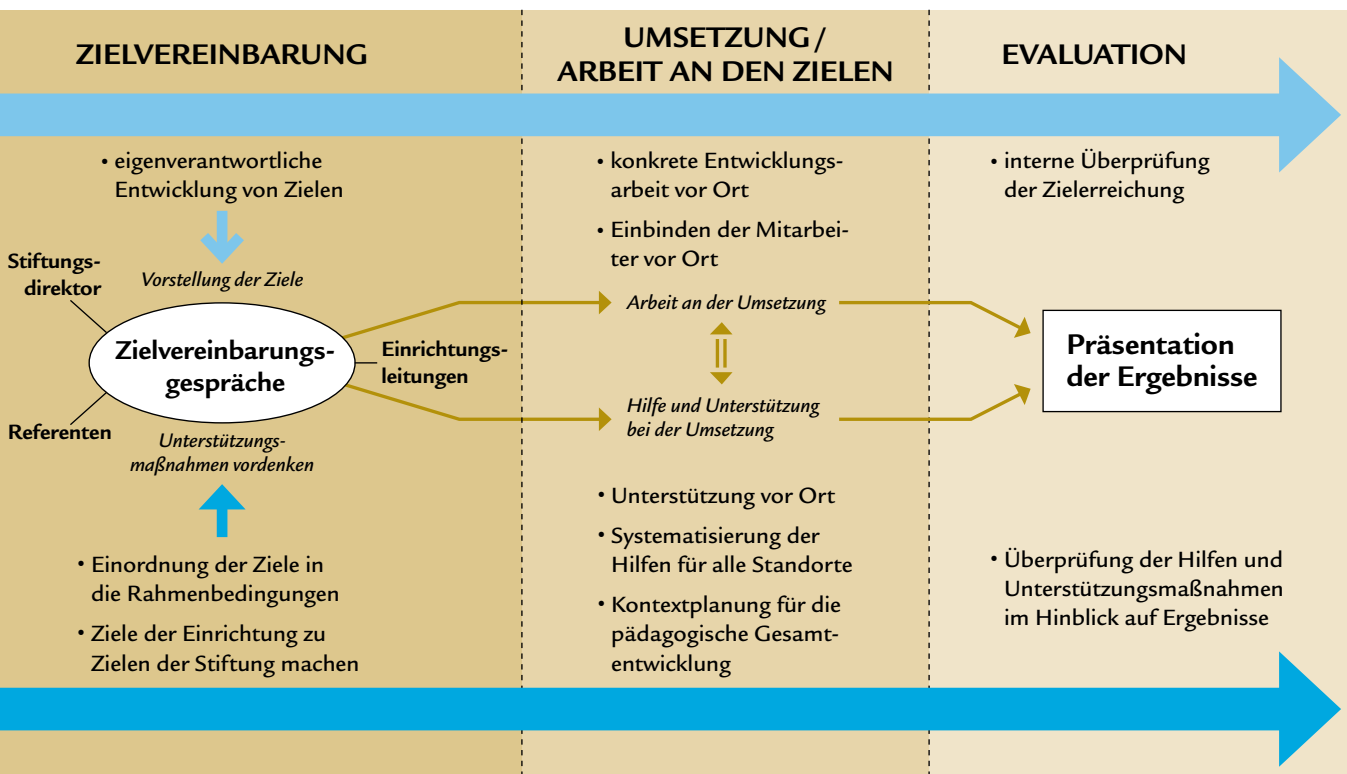 ZIELVEREINBARUNG
UMSETZUNG /
ARBEIT AN DEN ZIELEN
EVALUATION
• eigenverantwortliche
Entwicklung von Zielen
Vorstellung der Ziele
Stiftungs-
direktor
Zielvereinbarungs-
gespräche
Einrichtungs-
leitungen
Referenten
Unterstützungs-
maßnahmen vordenken
• Einordnung der Ziele in
die Rahmenbedingungen
• Ziele der Einrichtung zu
Zielen der Stiftung machen
• konkrete Entwicklungs-
arbeit vor Ort
• Einbinden der Mitarbei-
ter vor Ort
Arbeit an der Umsetzung
Hilfe und Unterstützung
bei der Umsetzung
• Unterstützung vor Ort
• Systematisierung der
Hilfen für alle Standorte
• Kontextplanung für die
pädagogische Gesamt-
entwicklung
• interne Überprüfung
der Zielerreichung
Präsentation
der Ergebnisse
• Überprüfung der Hilfen und
Unterstützungsmaßnahmen
im Hinblick auf Ergebnisse